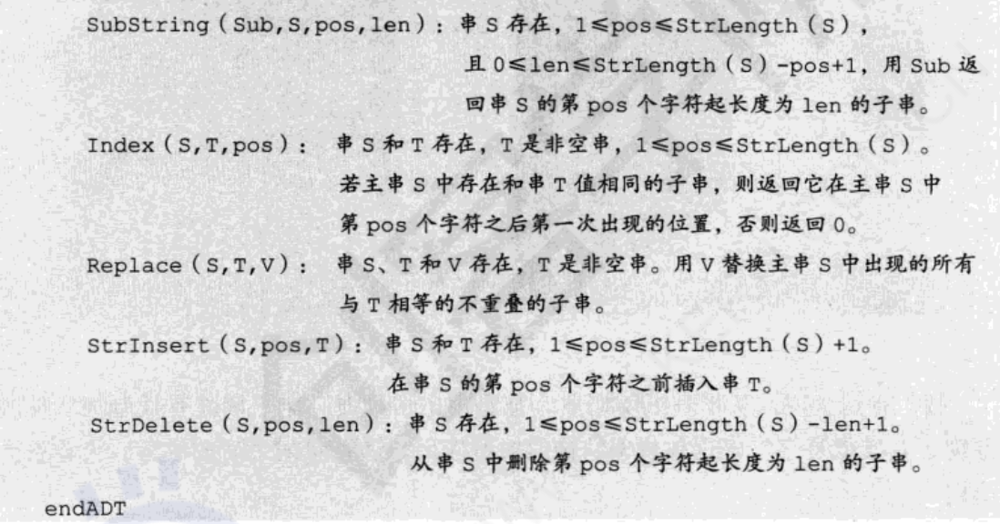 SubString(Sub,S,pos,len):串 S 存在,1≤pos≤StrLength(S),
且 0≤len≤StrLength(S)-pos+1,用 Sub 返
回串 S 的第 pos 个字符起长度为 len 的子串。
Index(S,T,pos): 串 S 和 T 存在,T 是非空串,1≤pos≤StrLength(S)。
若主串 S 中存在和串 T 值相同的子串,则返回它在主串 S 中
第 pos 个字符之后第一次出现的位置,否则返回 0。
Replace(S,T,V): 串 S、T 和 V 存在,T 是非空串。用 V 替换主串 S 中出现的所有
与 T 相等的不重叠的子串。
StrInsert(S,pos,T):串 S 和 T 存在,1≤pos≤StrLength(S)+1。
在串 S 的第 pos 个字符之前插入串 T。
StrDelete(S,pos,len):串 S 存在,1≤pos≤StrLength(S)-len+1。
从串 S 中删除第 pos 个字符起长度为 len 的子串。
endADT